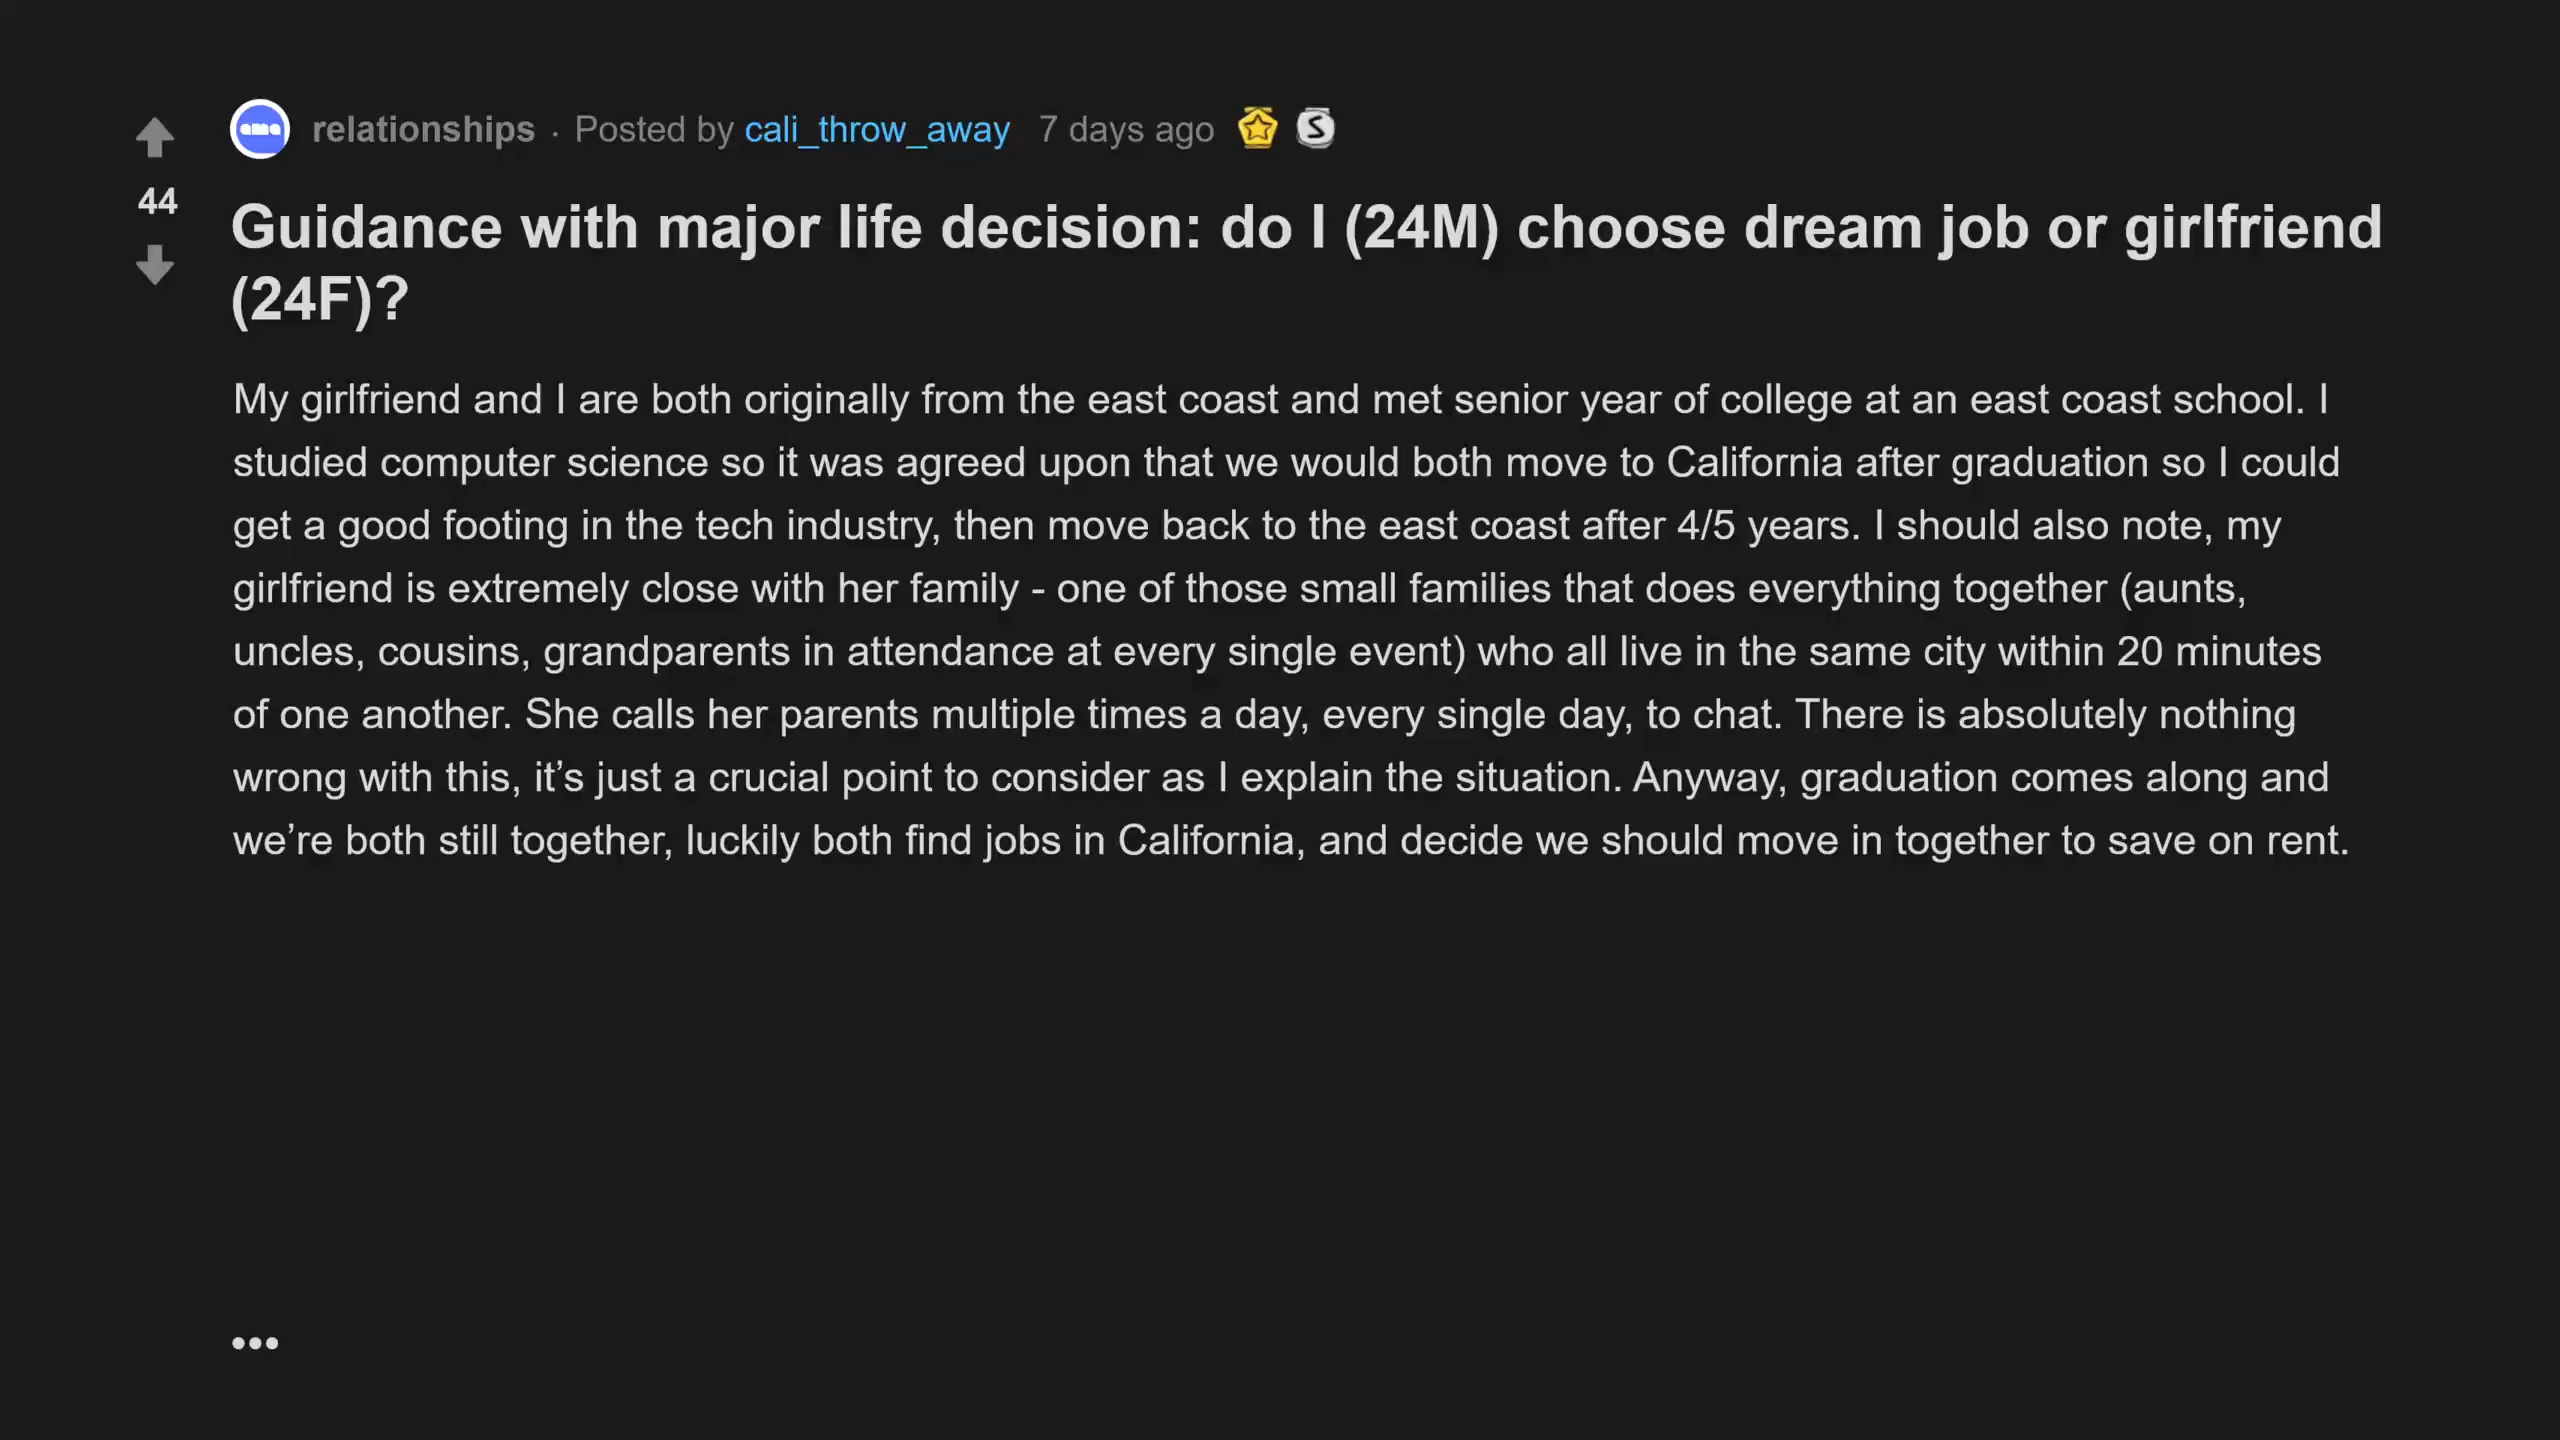 relationships · Posted by cali_throw_away 7 days ago
44
Guidance with major life decision: do I (24M) choose dream job or girlfriend
(24F)?
My girlfriend and I are both originally from the east coast and met senior year of college at an east coast school. I
studied computer science so it was agreed upon that we would both move to California after graduation so I could
get a good footing in the tech industry, then move back to the east coast after 4/5 years. I should also note, my
girlfriend is extremely close with her family - one of those small families that does everything together (aunts,
uncles, cousins, grandparents in attendance at every single event) who all live in the same city within 20 minutes
of one another. She calls her parents multiple times a day, every single day, to chat. There is absolutely nothing
wrong with this, it’s just a crucial point to consider as I explain the situation. Anyway, graduation comes along and
we’re both still together, luckily both find jobs in California, and decide we should move in together to save on rent.
•••